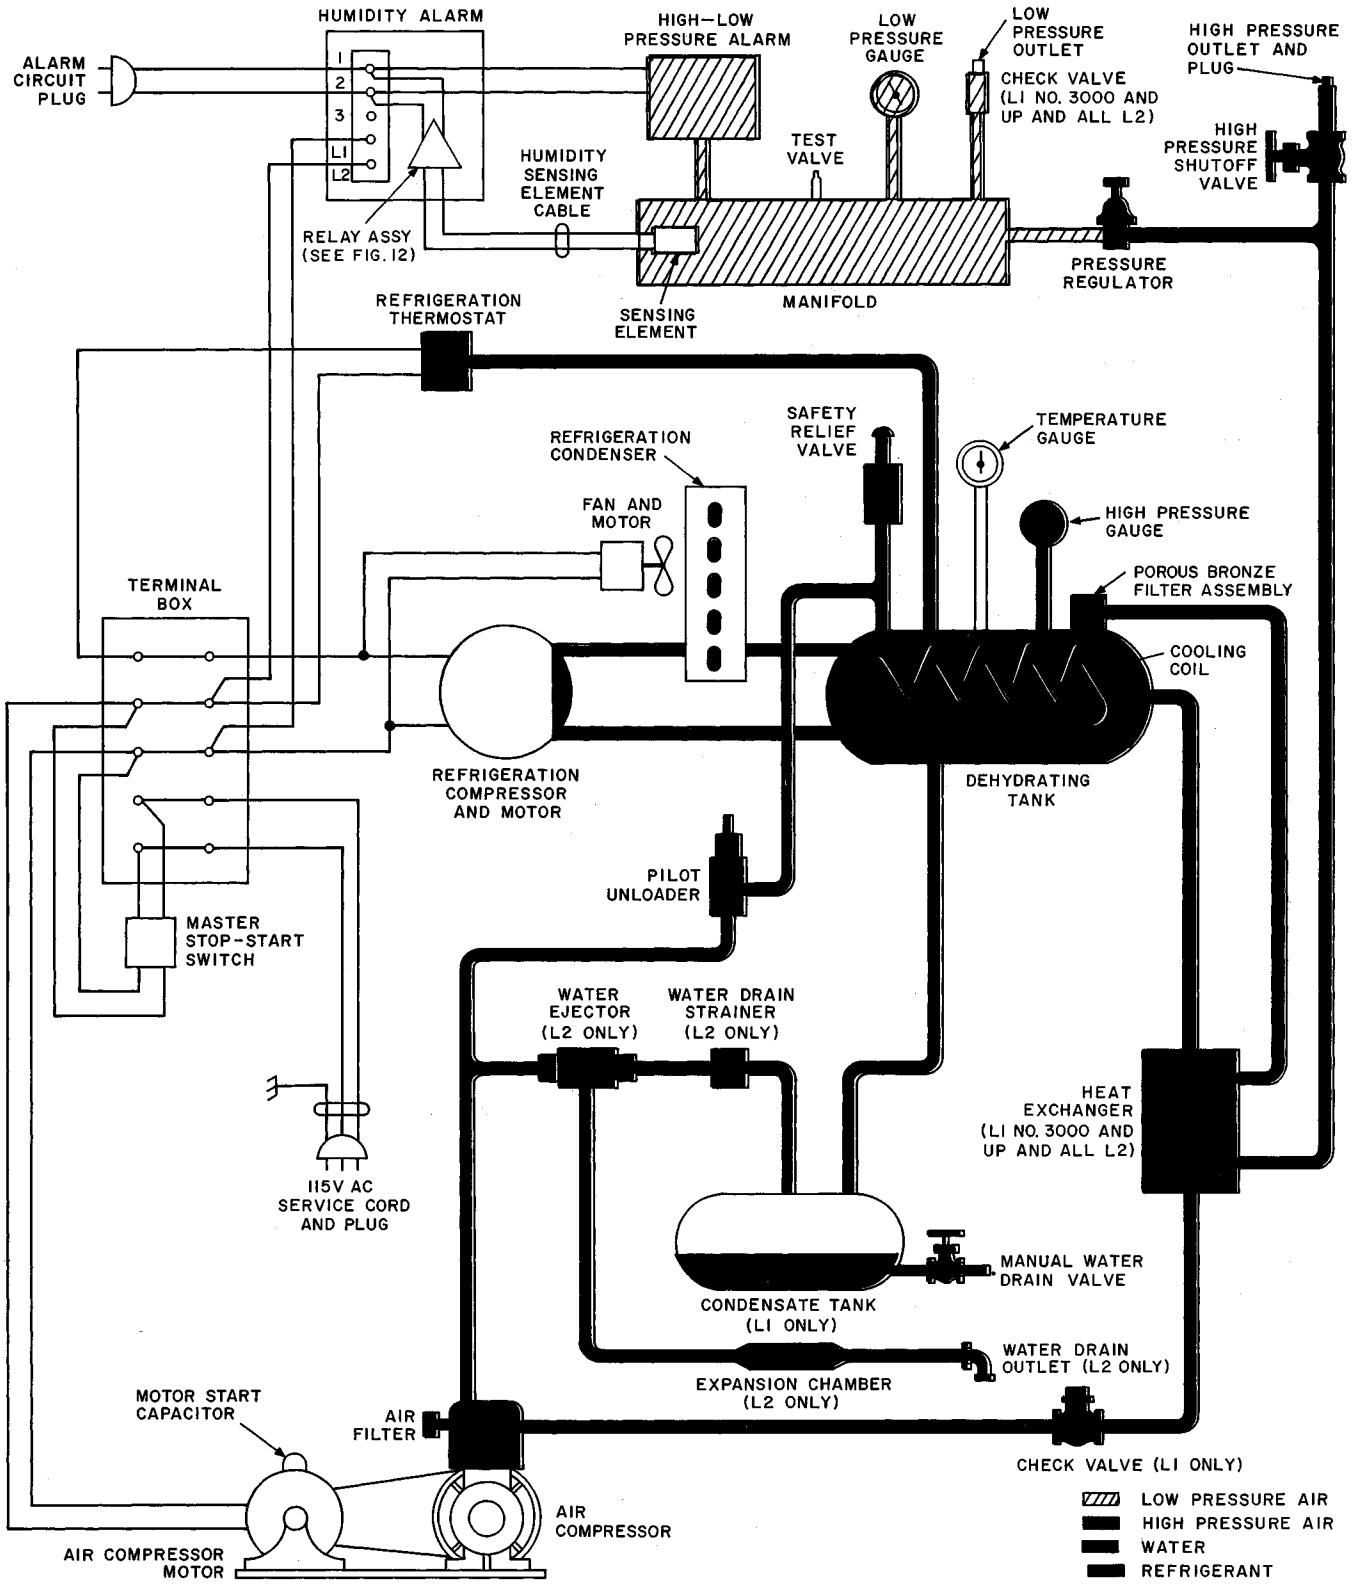 HUMIDITY ALARM
ALARM
CIRCUIT
PLUG
1
2
3
L1
L2
RELAY ASSY
(SEE FIG. 12)
HIGH-LOW
PRESSURE ALARM
HUMIDITY
SENSING
ELEMENT
CABLE
TEST
VALVE
LOW
PRESSURE
GAUGE
LOW
PRESSURE
OUTLET
CHECK VALVE
(L1 NO. 3000 AND
UP AND ALL L2)
HIGH PRESSURE
OUTLET AND
PLUG
HIGH
PRESSURE
SHUTOFF
VALVE
PRESSURE
REGULATOR
MANIFOLD
SENSING
ELEMENT
REFRIGERATION
THERMOSTAT
REFRIGERATION
CONDENSER
FAN AND
MOTOR
SAFETY
RELIEF
VALVE
TEMPERATURE
GAUGE
HIGH PRESSURE
GAUGE
POROUS BRONZE
FILTER ASSEMBLY
COOLING
COIL
TERMINAL
BOX
REFRIGERATION
COMPRESSOR
AND MOTOR
DEHYDRATING
TANK
PILOT
UNLOADER
MASTER
STOP-START
SWITCH
WATER
EJECTOR
(L2 ONLY)
WATER DRAIN
STRAINER
(L2 ONLY)
HEAT
EXCHANGER
(L1 NO. 3000 AND
UP AND ALL L2)
115V AC
SERVICE CORD
AND PLUG
MANUAL WATER
DRAIN VALVE
CONDENSATE TANK
(L1 ONLY)
WATER DRAIN
OUTLET (L2 ONLY)
EXPANSION CHAMBER
(L2 ONLY)
MOTOR START
CAPACITOR
AIR
FILTER
CHECK VALVE (L1 ONLY)
AIR
COMPRESSOR
AIR COMPRESSOR
MOTOR
LOW PRESSURE AIR
HIGH PRESSURE AIR
WATER
REFRIGERANT